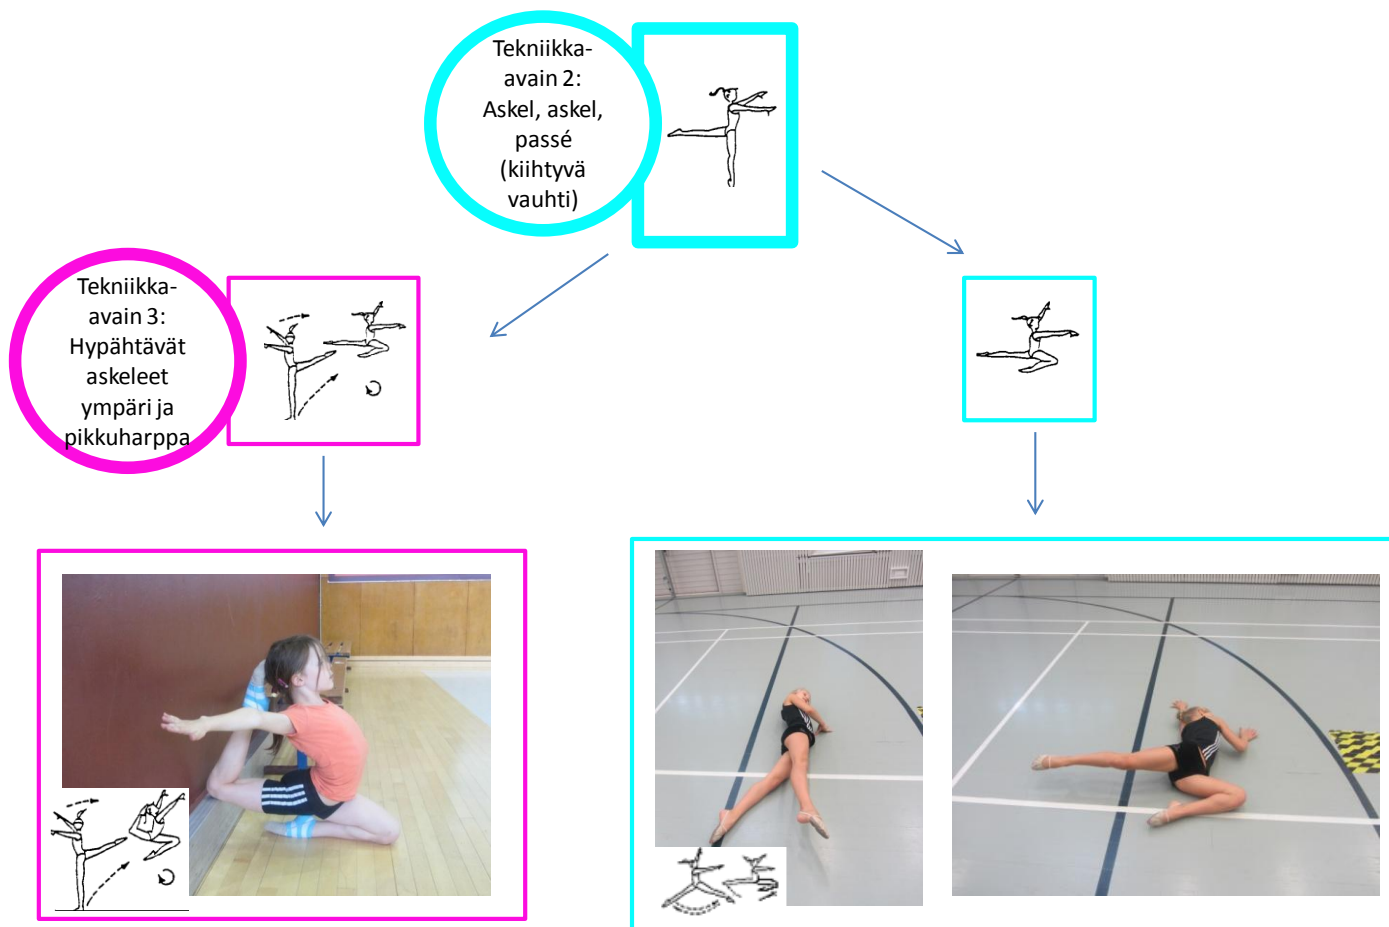 Tekniikka-
avain 2:
Askel, askel,
passé
(kiihtyvä
vauhti)
Tekniikka-
avain 3:
Hypähtävät
askeleet
ympäri ja
pikkuharppa